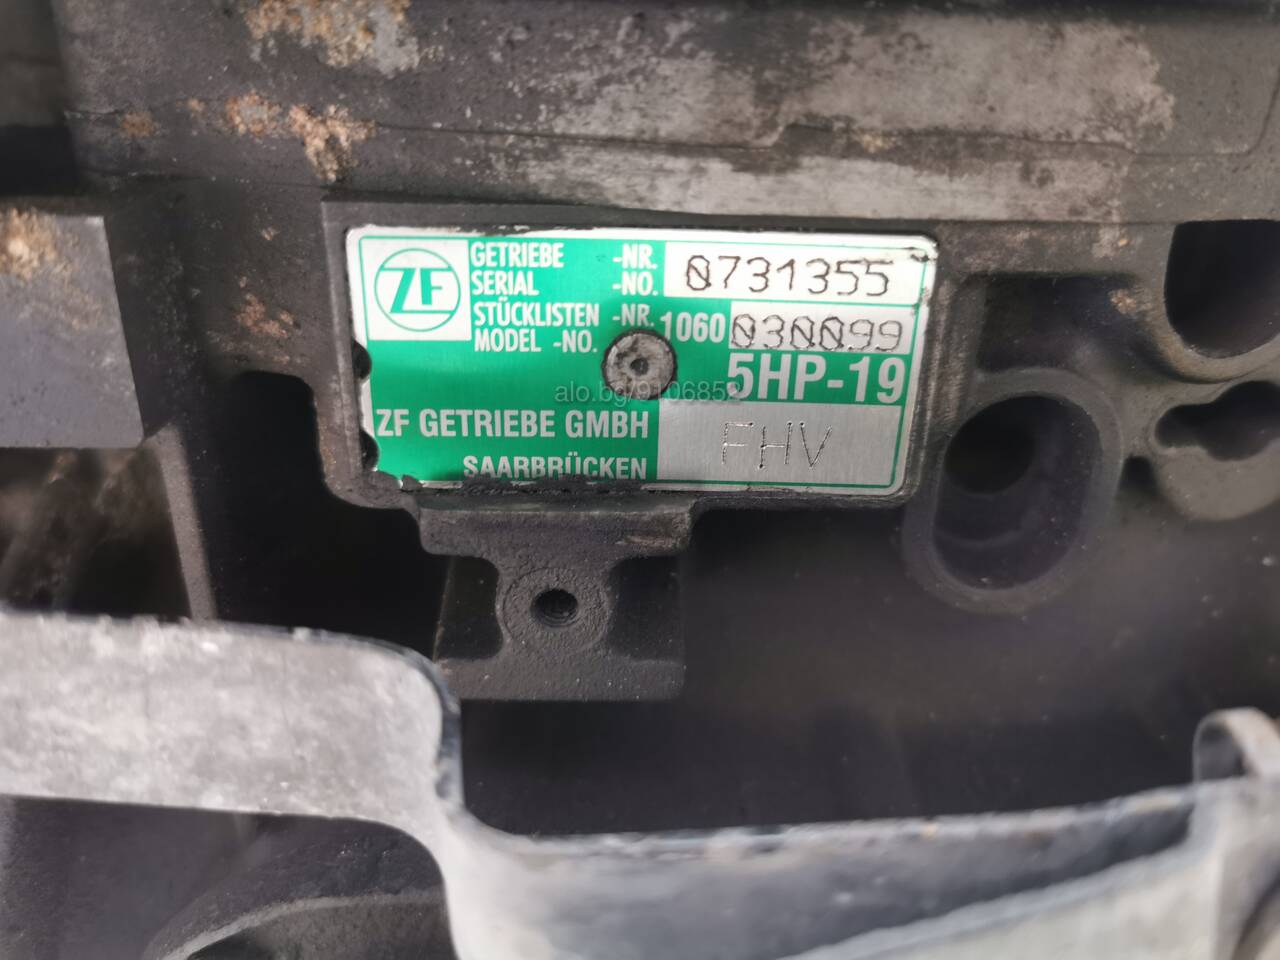 ZF
GETRIEBE -NR. 0731355
SERIAL -NO.
STÜCKLISTEN -NR. 1060 030099
MODEL -NO.
5HP-19
alo.bg/9106855
ZF GETRIEBE GMBH FHV
SAARBRÜCKEN